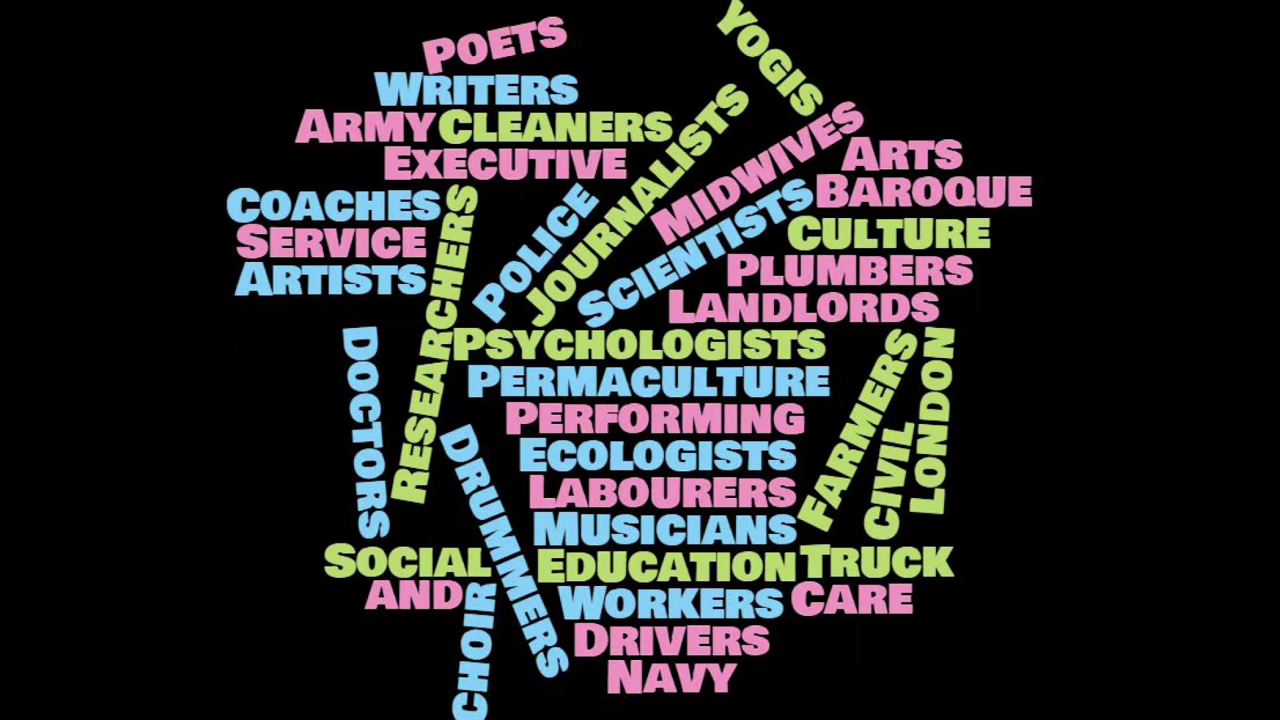 POETS
YOGIS
WRITERS
ARMY CLEANERS
JOURNALISTS
MIDWIVES
EXECUTIVE
ARTS
COACHES
RESEARCHERS
POLICE
SCIENTISTS
BAROQUE
SERVICE
CULTURE
ARTISTS
PLUMBERS
LANDLORDS
DOCTORS
PSYCHOLOGISTS
FARMERS
LONDON
PERMACULTURE
PERFORMING
CIVIL
DRUMMERS
ECOLOGISTS
LABOURERS
MUSICIANS
SOCIAL
EDUCATION TRUCK
AND
CHOIR
WORKERS CARE
DRIVERS
NAVY